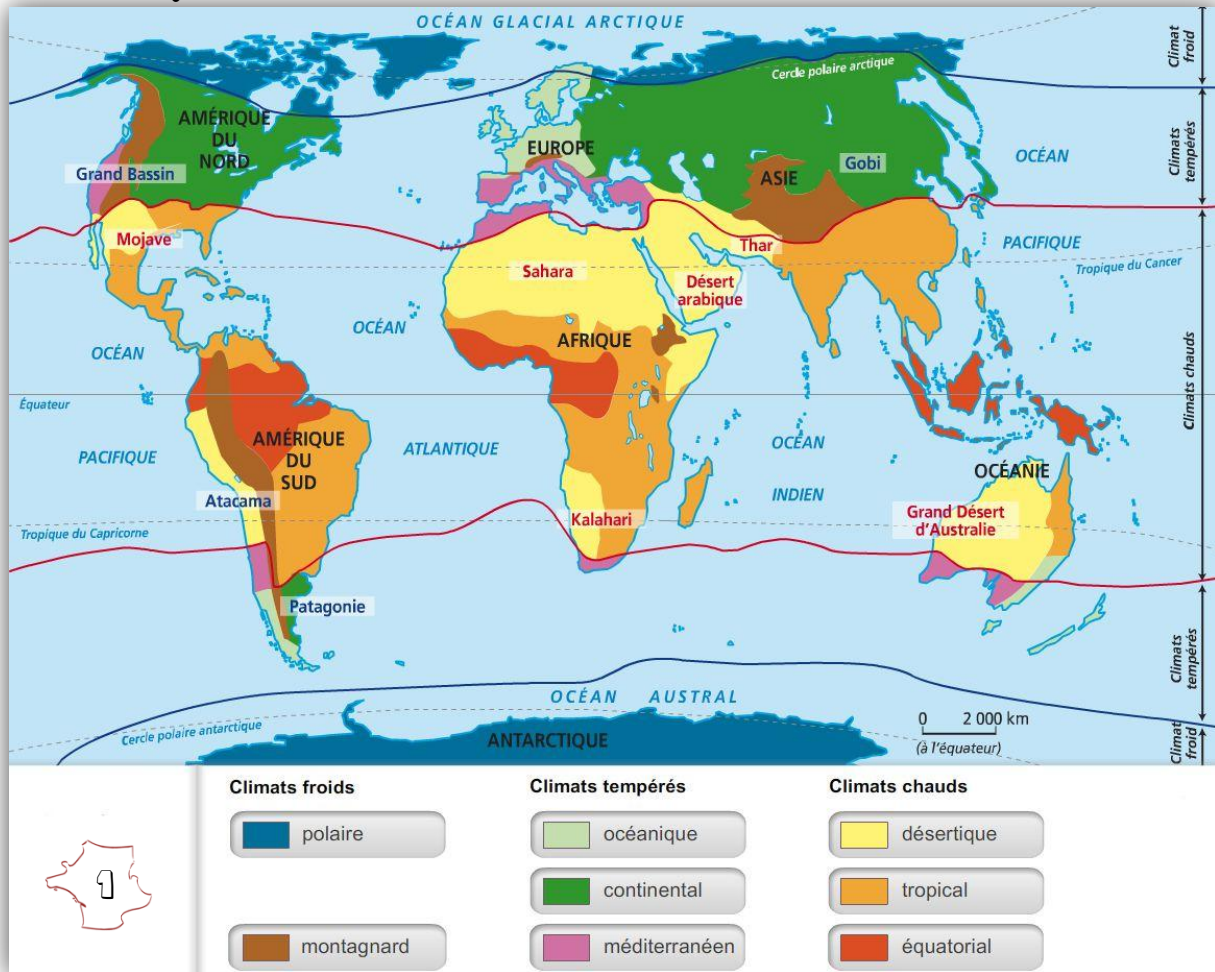 OCÉAN GLACIAL ARCTIQUE
Climat
froid
Cercle polaire arctique
AMÉRIQUE
DU
NORD
Grand Bassin
EUROPE
ASIE
Gobi
OCÉAN
Climats
tempérés
Mojave
Sahara
Désert
arabique
Thar
PACIFIQUE
Tropique du Cancer
OCÉAN
OCÉAN
AFRIQUE
Climats chauds
Équateur
PACIFIQUE
AMÉRIQUE
DU
SUD
ATLANTIQUE
OCÉAN
INDIEN
OCÉANIE
Atacama
Kalahari
Grand Désert
d'Australie
Tropique du Capricorne
Patagonie
Climats
tempérés
OCÉAN AUSTRAL
Cercle polaire antarctique
ANTARCTIQUE
0 2 000 km
(à l'équateur)
Climat
froid
Climats froids
polaire
montagnard
Climats tempérés
océanique
continental
méditerranéen
Climats chauds
désertique
tropical
équatorial
1